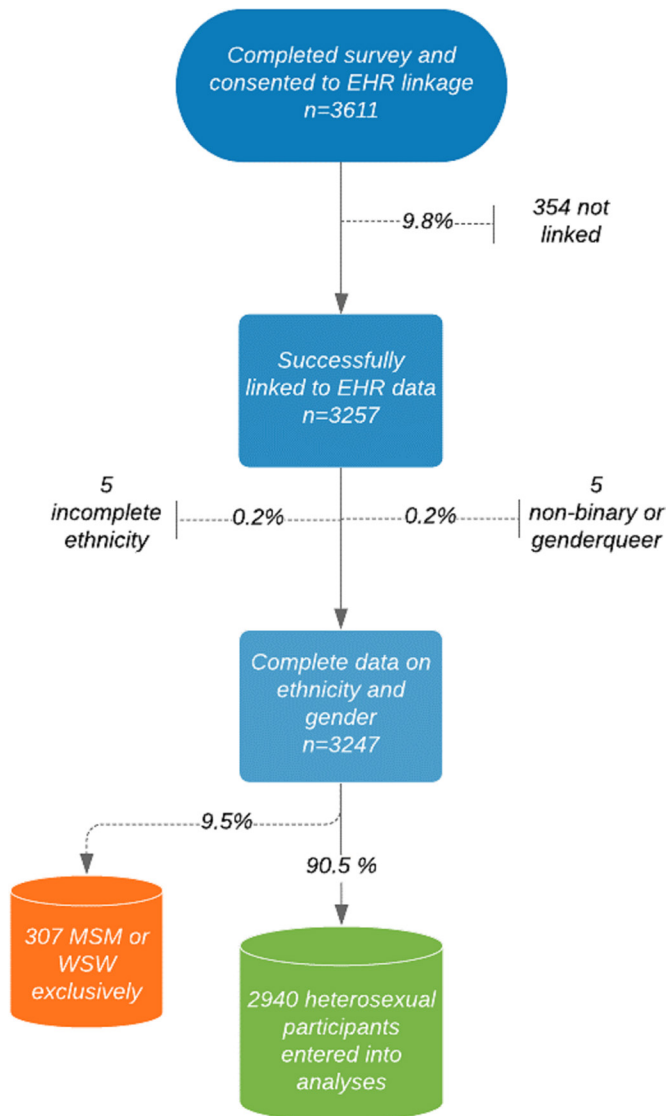 Completed survey and
consented to EHR linkage
n=3611
9.8%
354 not
linked
Successfully
linked to EHR data
n=3257
5
incomplete
ethnicity
0.2%
0.2%
5
non-binary or
genderqueer
Complete data on
ethnicity and
gender
n=3247
9.5%
90.5 %
307 MSM or
WSW
exclusively
2940 heterosexual
participants
entered into
analyses